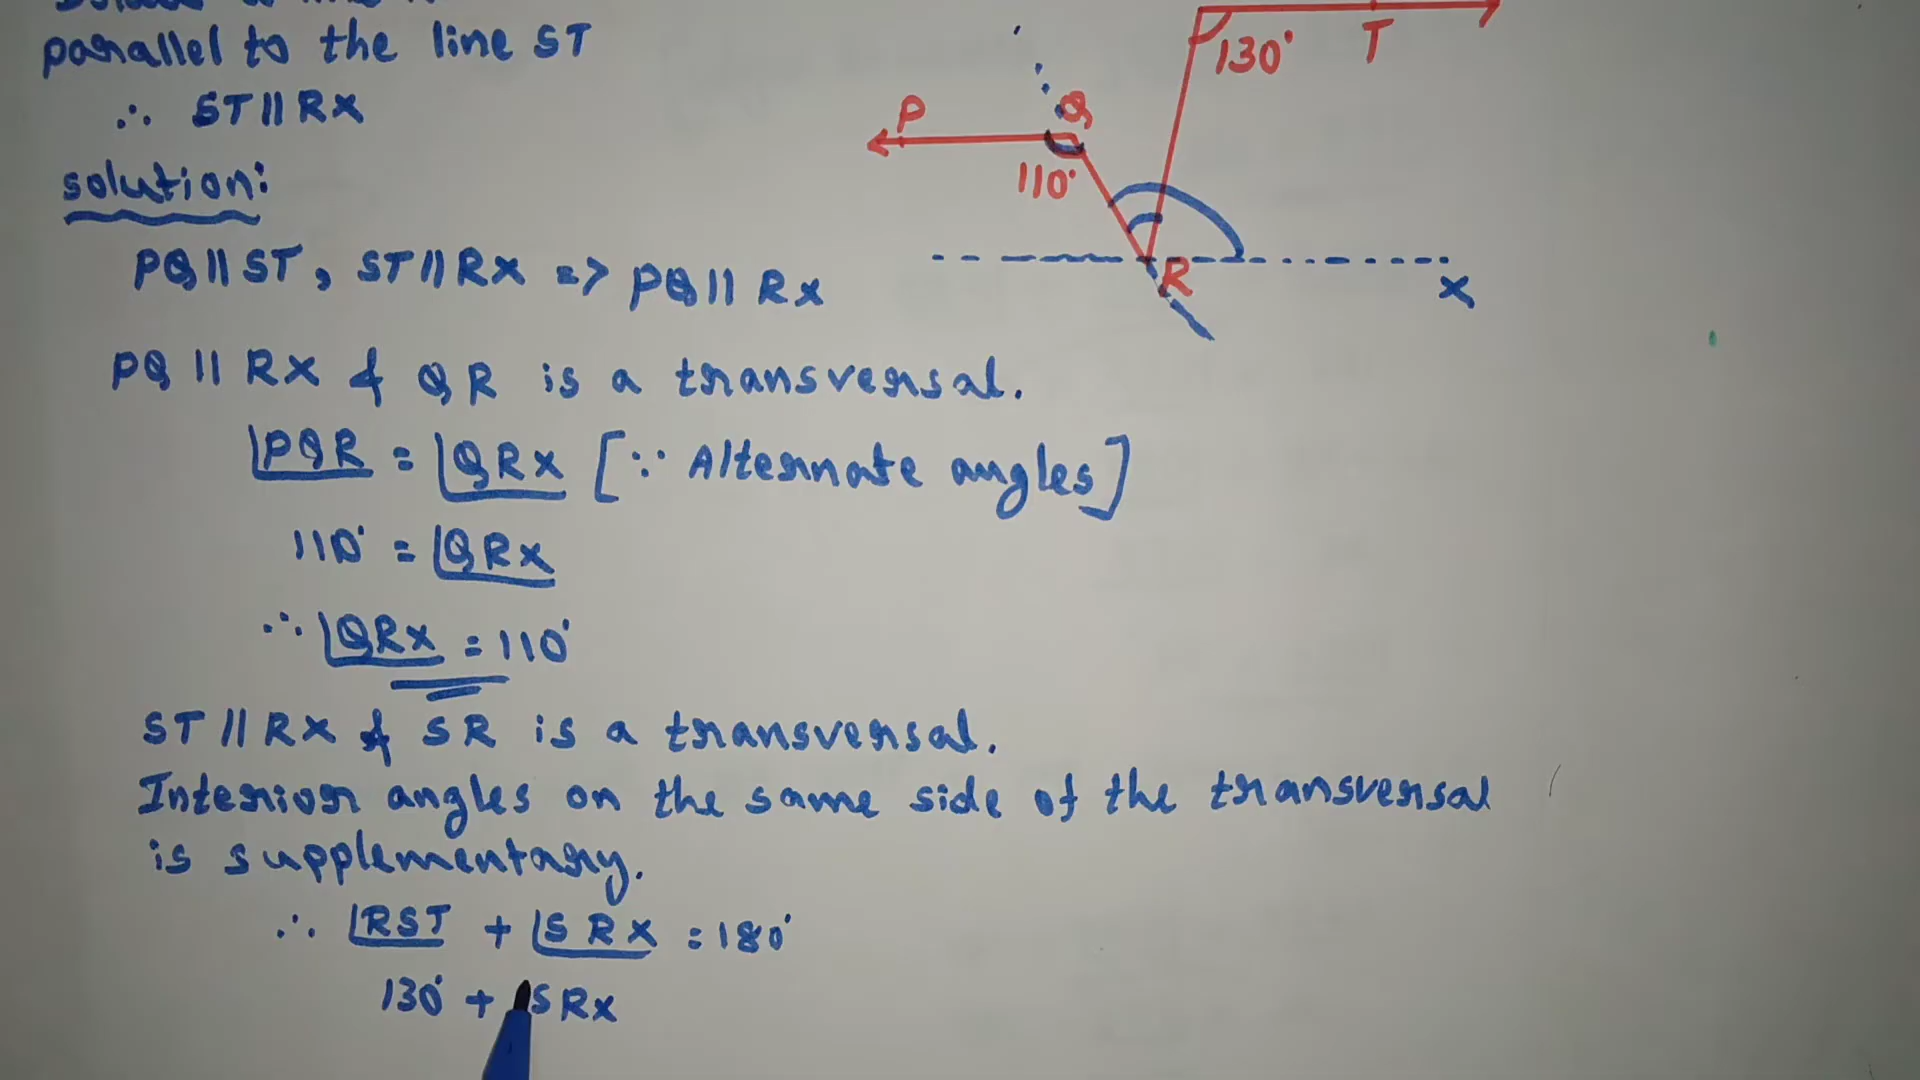 parallel to the line ST
∴ ST || RX
solution:
PQ || ST, ST || RX => PQ || RX
PQ || RX & QR is a transversal.
∠PQR = ∠QRX [∵ Alternate angles]
110° = ∠QRX
∴ ∠QRX = 110°
ST || RX & SR is a transversal.
Interior angles on the same side of the transversal
is supplementary.
∴ ∠RST + ∠SRX = 180°
130° + SRX
130°
T
P
Q
110°
R
X